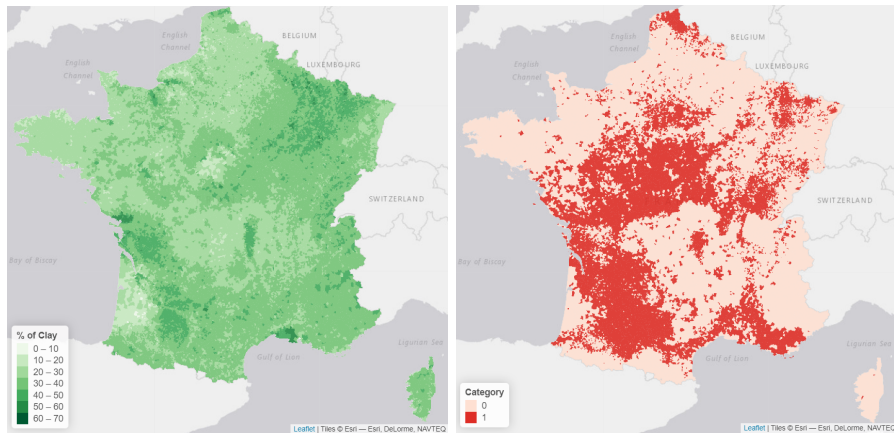 English
Channel
English
Channel
BELGIUM
LUXEMBOURG
SWITZERLAND
Bay of Biscay
Gulf of Lion
Ligurian Sea
% of Clay
0 – 10
10 – 20
20 – 30
30 – 40
40 – 50
50 – 60
60 – 70
Leaflet | Tiles © Esri — Esri, DeLorme, NAVTEQ
English
Channel
English
Channel
BELGIUM
LUXEMBOURG
SWITZERLAND
Bay of Biscay
Gulf of Lion
Ligurian Sea
Category
0
1
Leaflet | Tiles © Esri — Esri, DeLorme, NAVTEQ